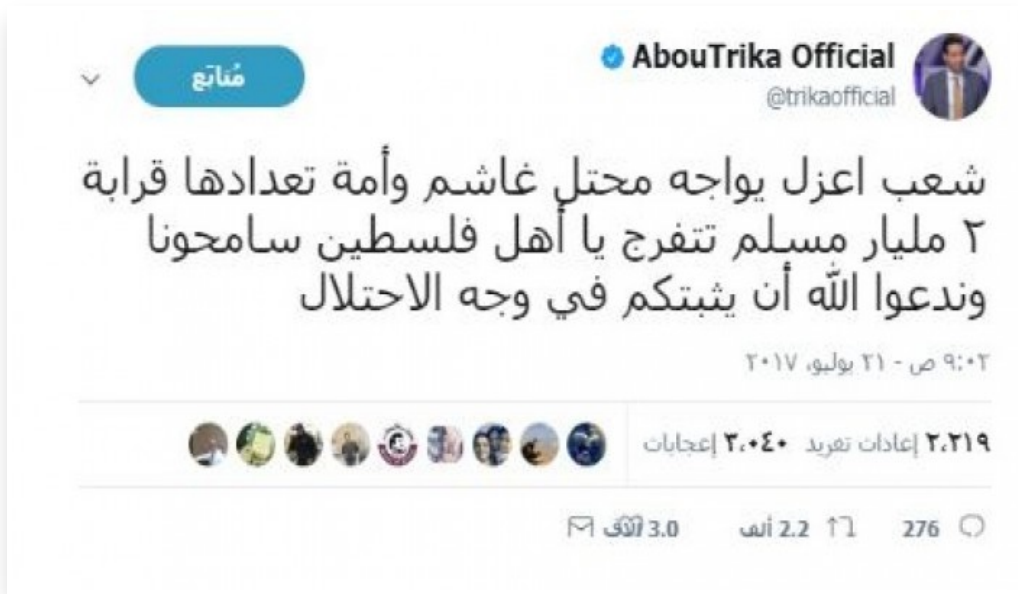 AbouTrika Official
@trikaofficial
مُتابَع
شعب اعزل يواجه محتل غاشم وأمة تعدادها قرابة
٢ مليار مسلم تتفرج يا أهل فلسطين سامحونا
وندعوا الله أن يثبتكم في وجه الاحتلال
٩:٠٢ ص - ٢١ يوليو، ٢٠١٧
٢،٢١٩ إعادات تغريد ٣،٠٤٠ إعجابات
276 2.2 ألف 3.0 آلاف